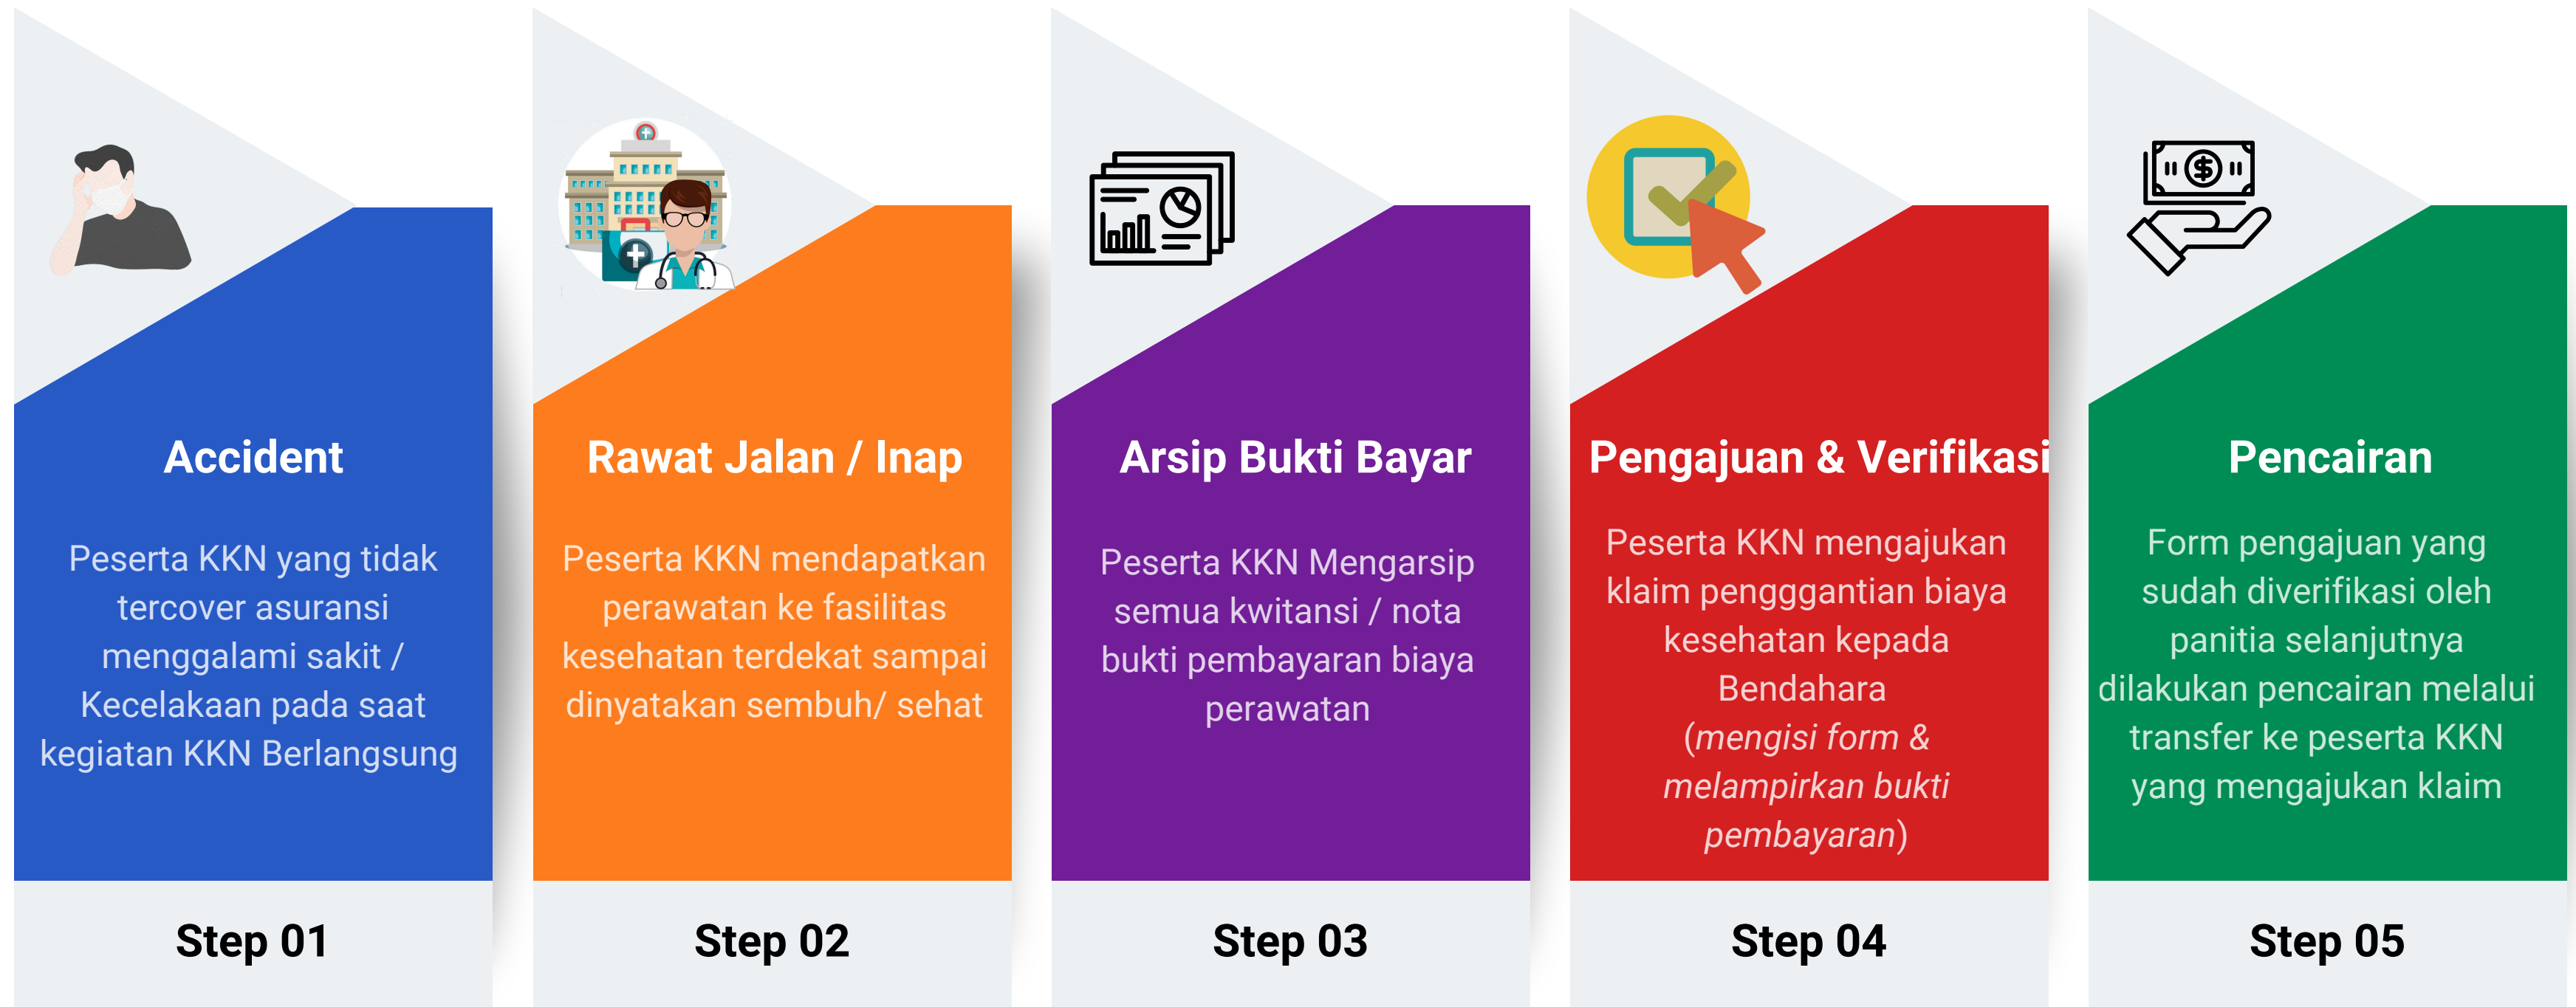 Accident
Peserta KKN yang tidak
tercover asuransi
menggalami sakit /
Kecelakaan pada saat
kegiatan KKN Berlangsung
Step 01
Rawat Jalan / Inap
Peserta KKN mendapatkan
perawatan ke fasilitas
kesehatan terdekat sampai
dinyatakan sembuh/ sehat
Step 02
Arsip Bukti Bayar
Peserta KKN Mengarsip
semua kwitansi / nota
bukti pembayaran biaya
perawatan
Step 03
Pengajuan & Verifikasi
Peserta KKN mengajukan
klaim pengggantian biaya
kesehatan kepada
Bendahara
(mengisi form &
melampirkan bukti
pembayaran)
Step 04
Pencairan
Form pengajuan yang
sudah diverifikasi oleh
panitia selanjutnya
dilakukan pencairan melalui
transfer ke peserta KKN
yang mengajukan klaim
Step 05